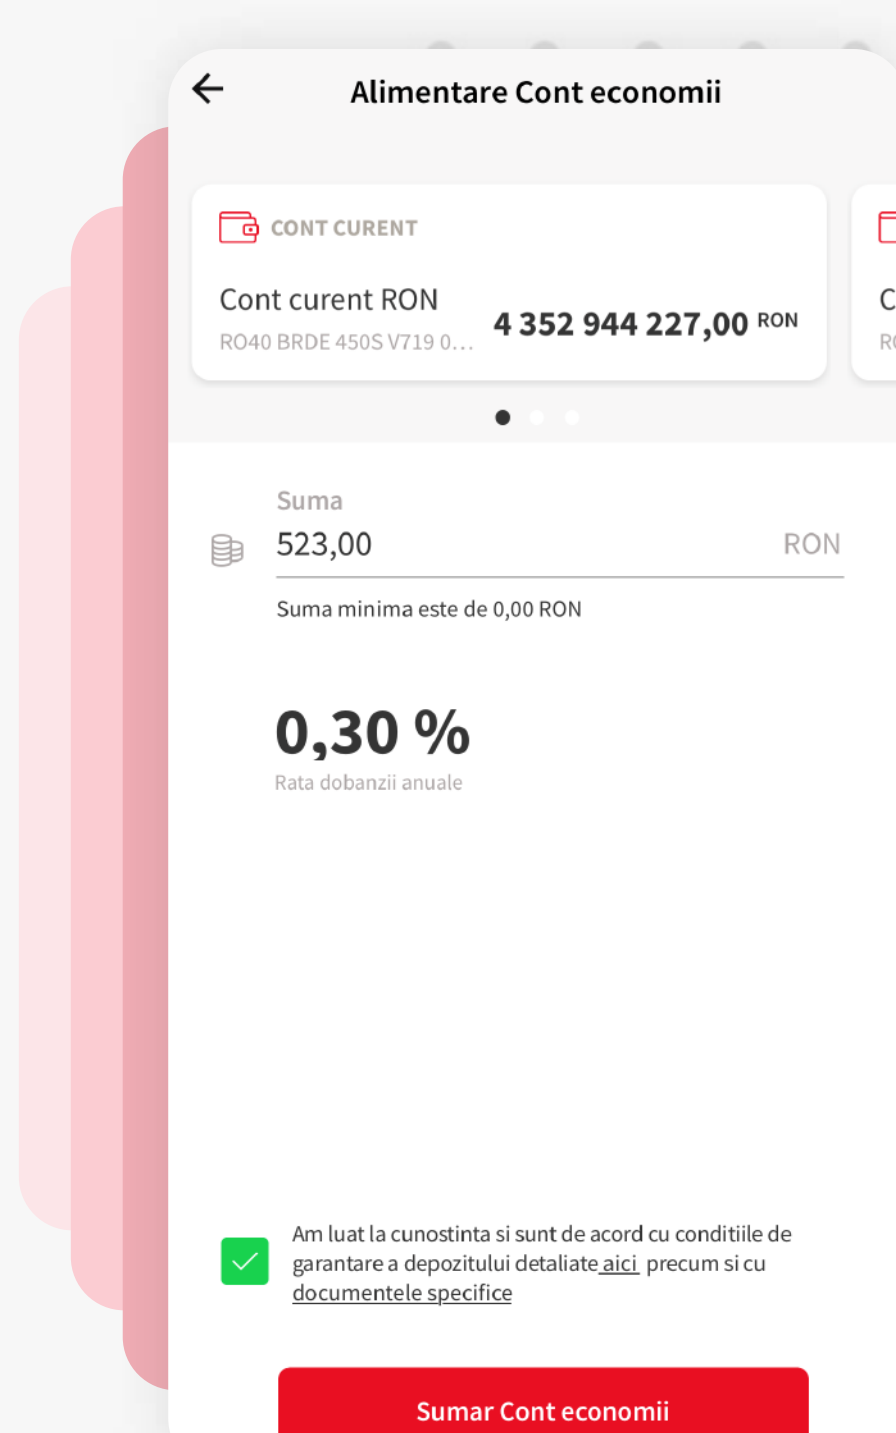 Alimentare Cont economii
CONT CURENT
Cont curent RON
4 352 944 227,00 RON
RO40 BRDE 450S V719 0...
Suma
523,00 RON
Suma minima este de 0,00 RON
0,30 %
Rata dobanzii anuale
Am luat la cunostinta si sunt de acord cu conditiile de
garantare a depozitului detaliate aici precum si cu
documentele specifice
Sumar Cont economii